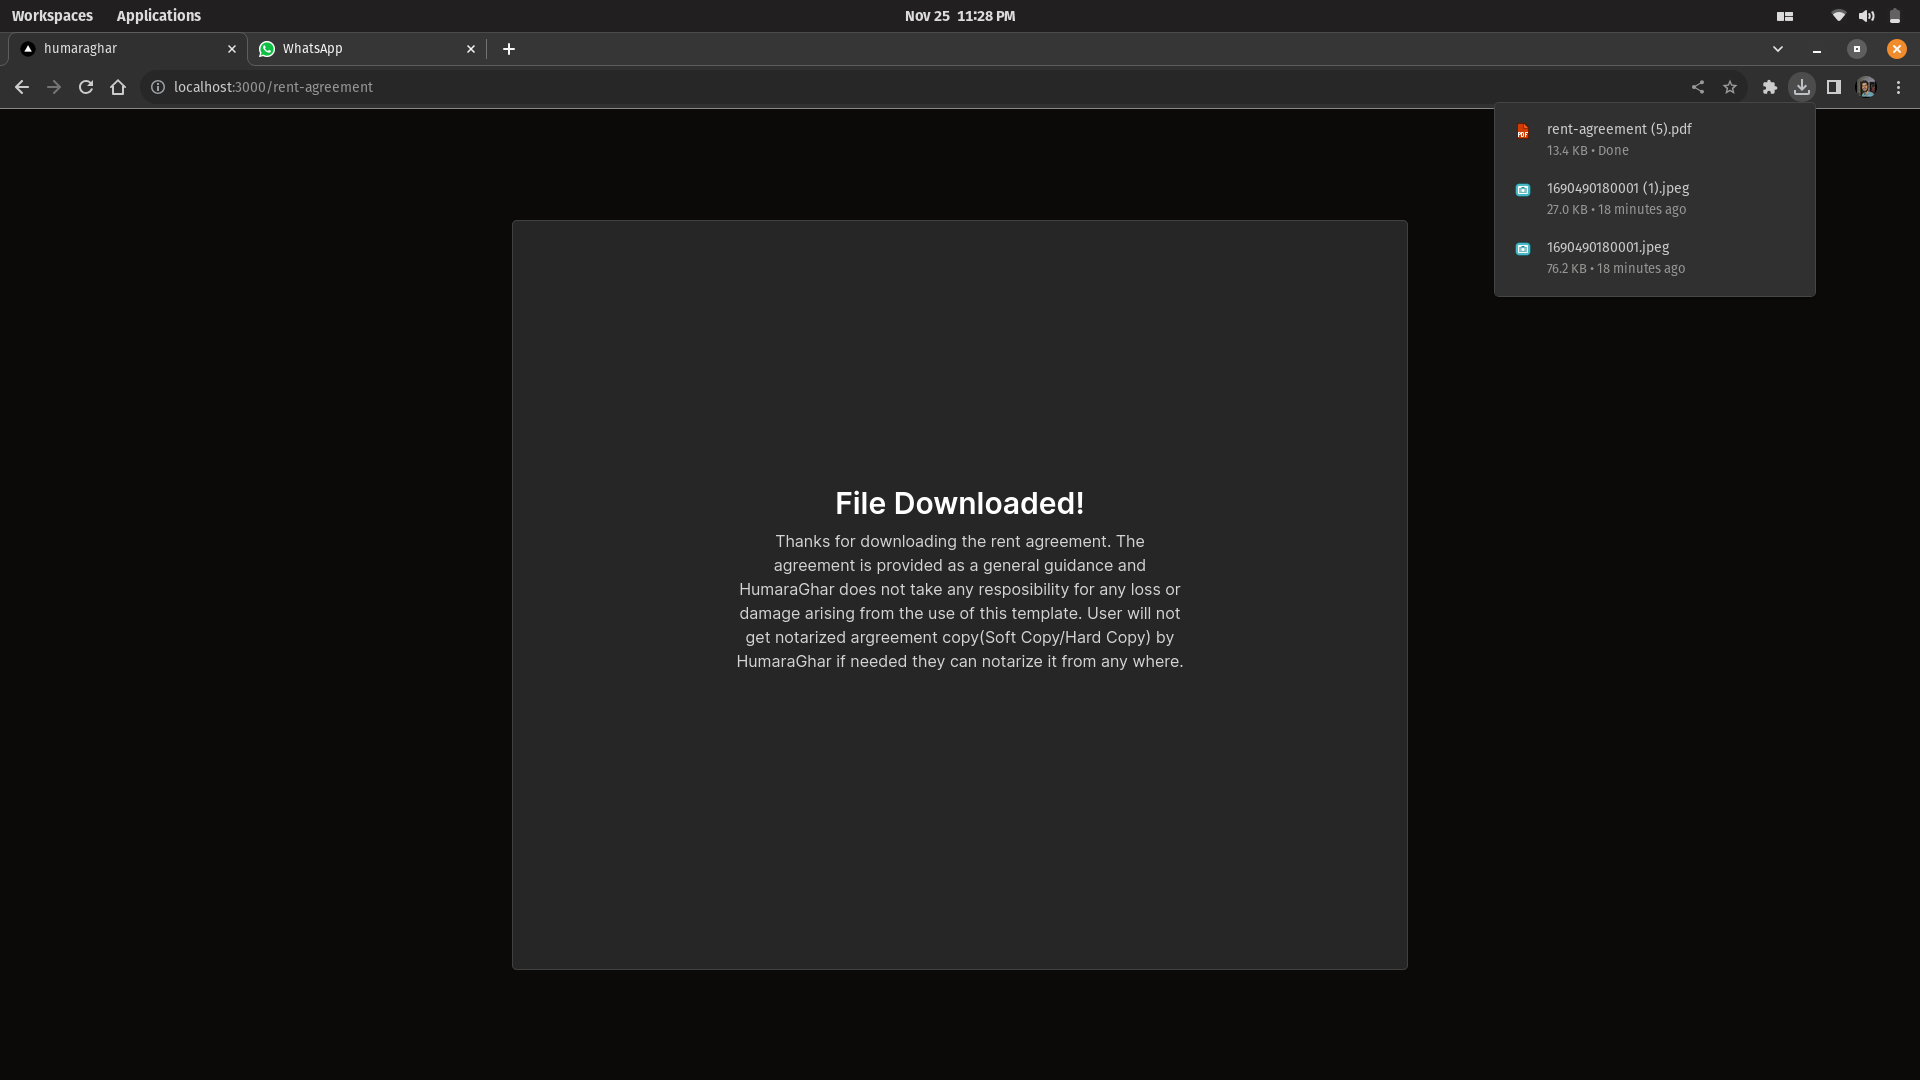 Workspaces Applications Nov 25 11:28 PM
humaraghar WhatsApp
localhost:3000/rent-agreement
rent-agreement (5).pdf
13.4 KB • Done
1690490180001 (1).jpeg
27.0 KB • 18 minutes ago
1690490180001.jpeg
76.2 KB • 18 minutes ago
File Downloaded!
Thanks for downloading the rent agreement. The
agreement is provided as a general guidance and
HumaraGhar does not take any resposibility for any loss or
damage arising from the use of this template. User will not
get notarized argreement copy(Soft Copy/Hard Copy) by
HumaraGhar if needed they can notarize it from any where.